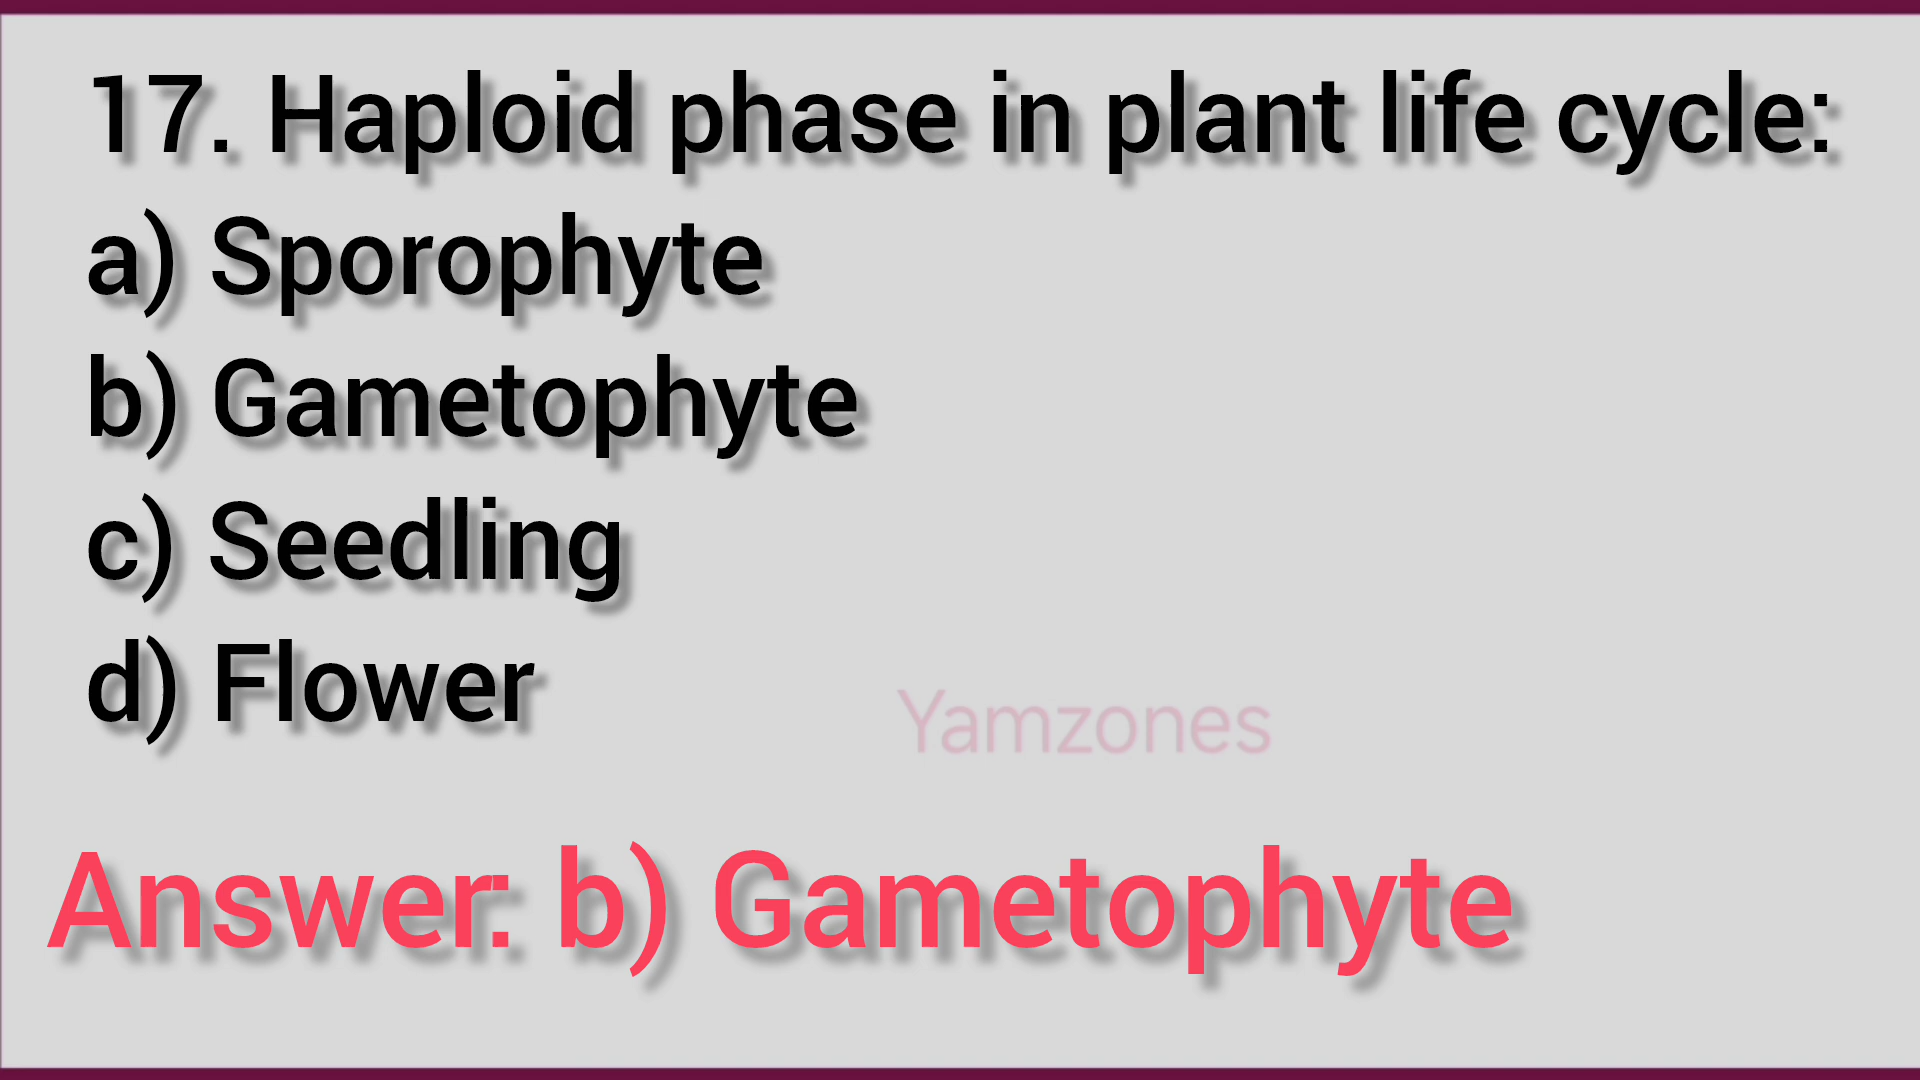 17. Haploid phase in plant life cycle:
a) Sporophyte
b) Gametophyte
c) Seedling
d) Flower
Yamzones
Answer: b) Gametophyte